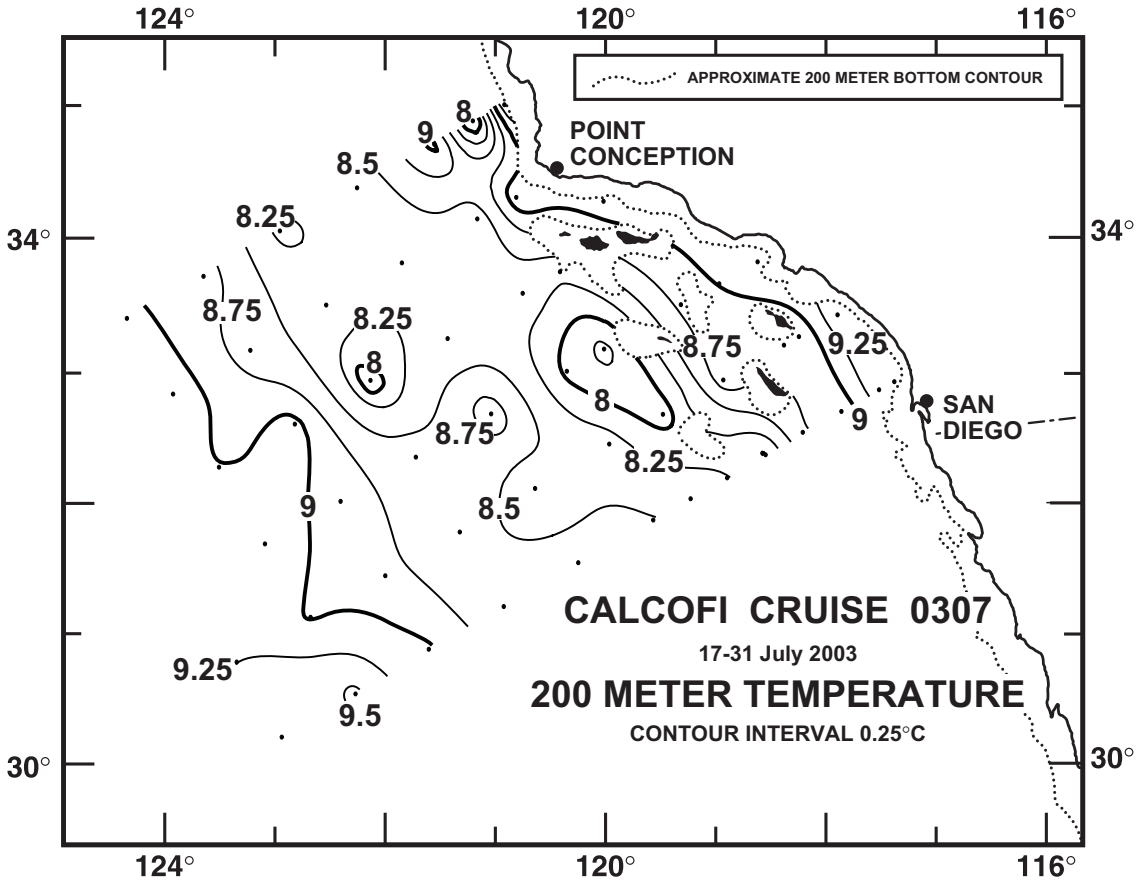 124° 120° 116°
APPROXIMATE 200 METER BOTTOM CONTOUR
8
9
POINT
CONCEPTION
8.5
8.25
34° 34°
8.75
8.25
8.75
9.25
8
8
9
SAN
DIEGO
8.75
8.25
9
8.5
CALCOFI CRUISE 0307
17-31 July 2003
9.25
200 METER TEMPERATURE
9.5
CONTOUR INTERVAL 0.25°C
30° 30°
124° 120° 116°